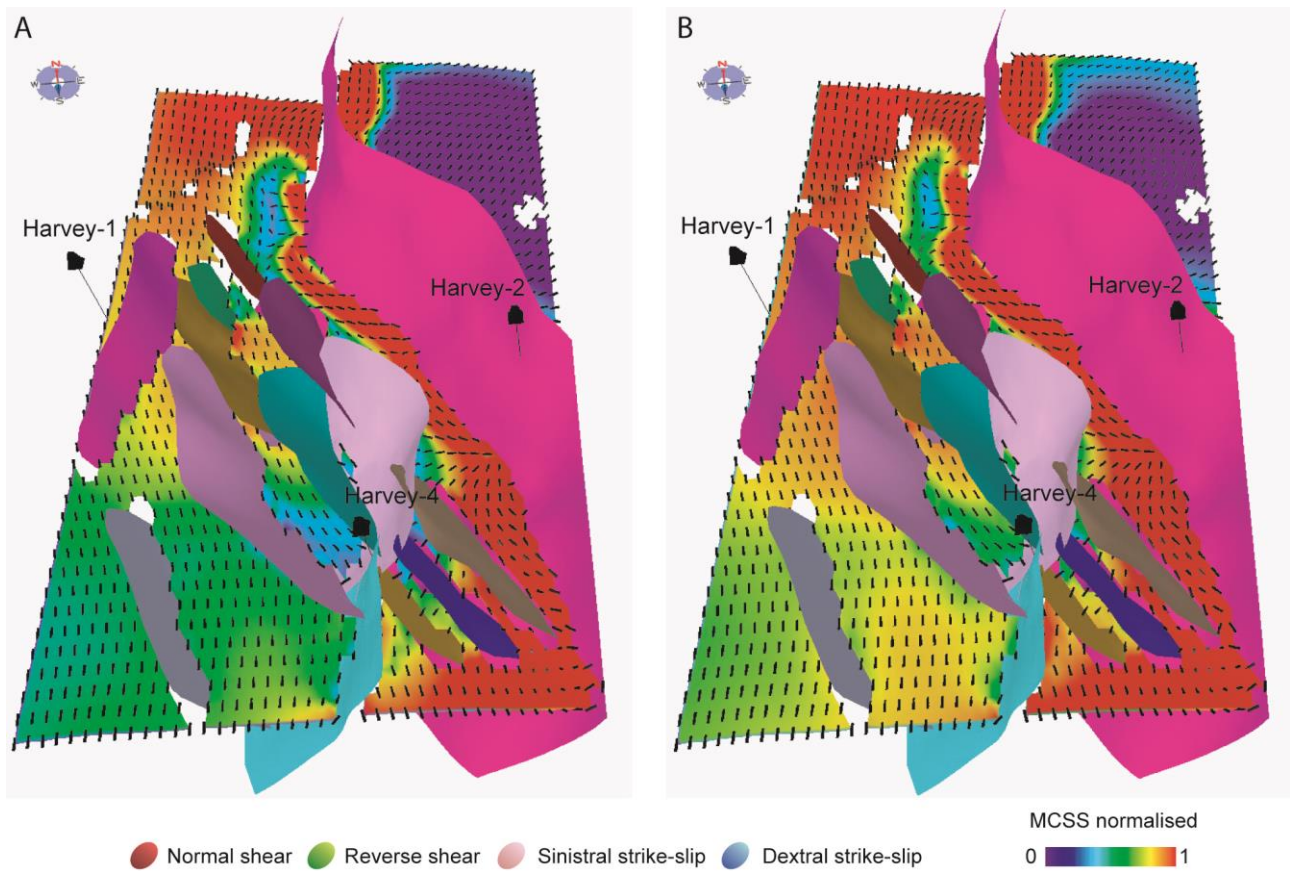 A
B
N
W
E
S
N
W
E
S
Harvey-1
Harvey-2
Harvey-4
Harvey-1
Harvey-2
Harvey-4
MCSS normalised
0
1
Normal shear
Reverse shear
Sinistral strike-slip
Dextral strike-slip